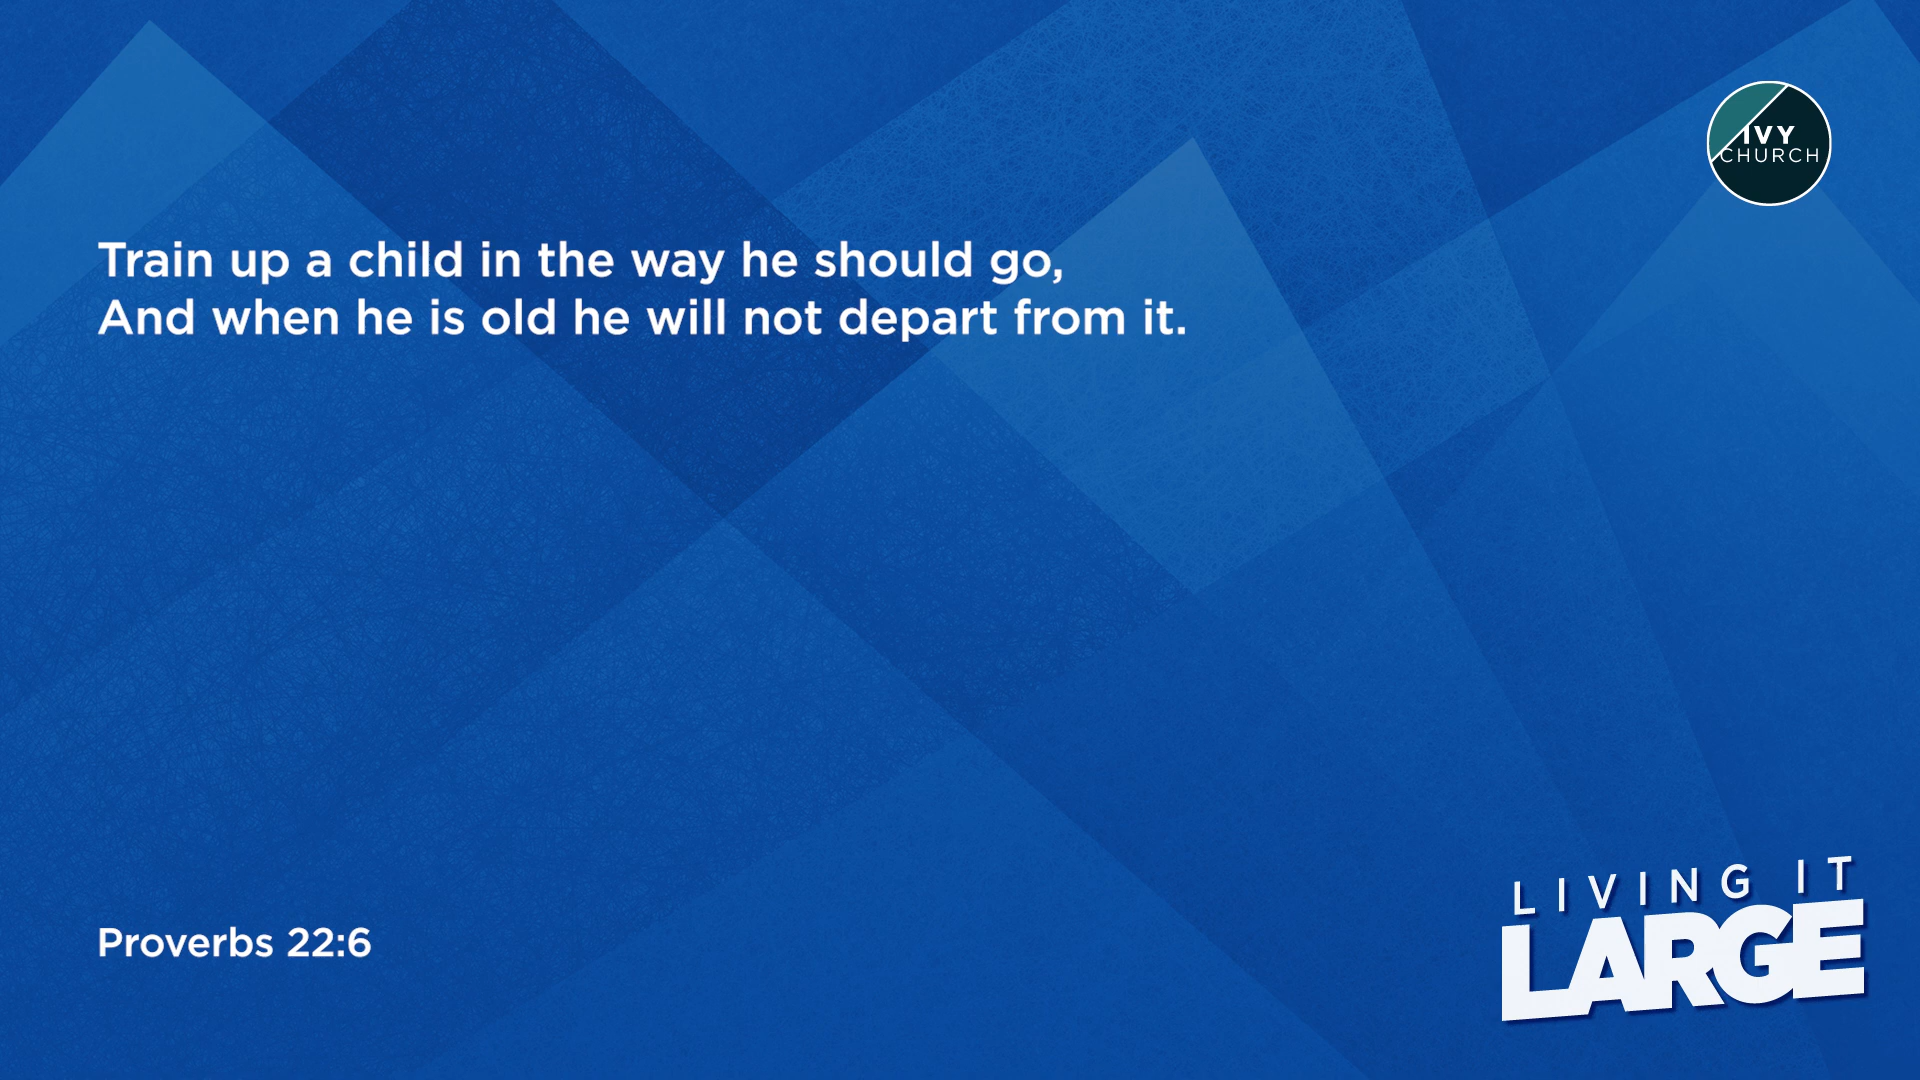 IVY
CHURCH
Train up a child in the way he should go,
And when he is old he will not depart from it.
Proverbs 22:6
LIVING IT
LARGE